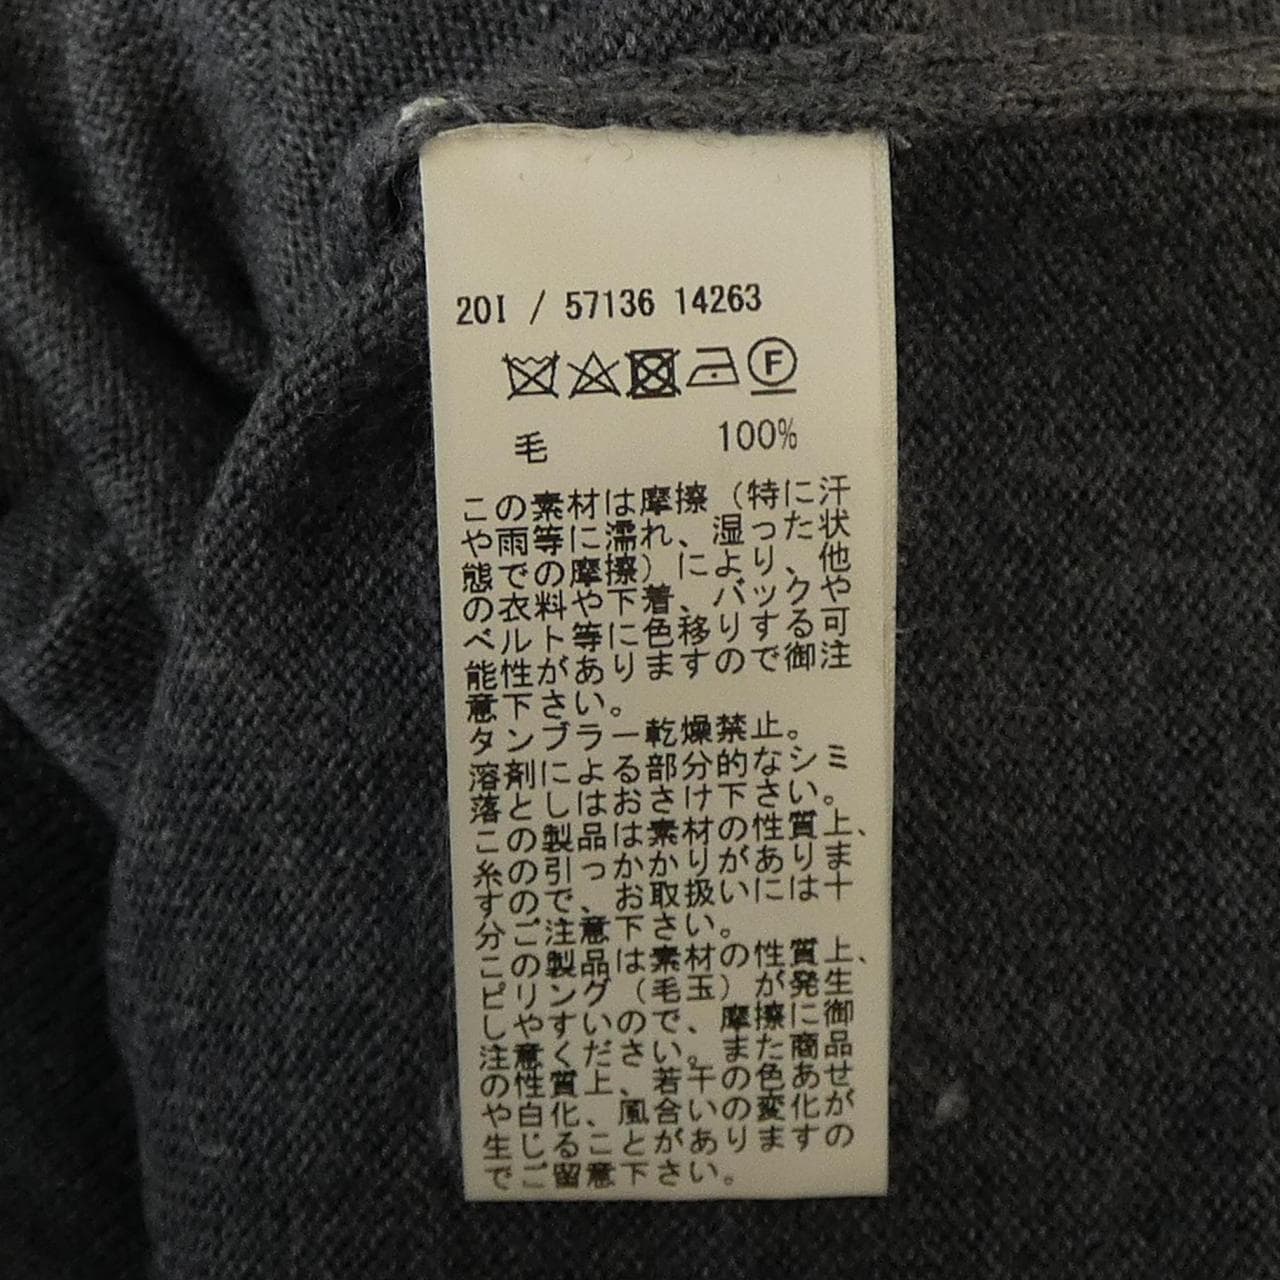 20I / 57136 14263
F
毛 100%
この素材は摩擦（特に汗
や雨等に濡れ、湿った状
態での摩擦）により、他
の衣料や下着、バックや
ベルト等に色移りする可
能性がありますので御注
意下さい。
タンブラー乾燥禁止。
溶剤による部分的なシミ
落としはおさけ下さい。
この製品は素材の性質上、
糸の引っかかりがありま
すので、お取扱いには十
分ご注意下さい。
この製品は素材の性質上、
ピリング（毛玉）が発生
しやすいので、摩擦に御
注意ください。また商品
の性質上、若干の色あせ
や白化、風合いの変化が
生じることがありますの
でご留意下さい。